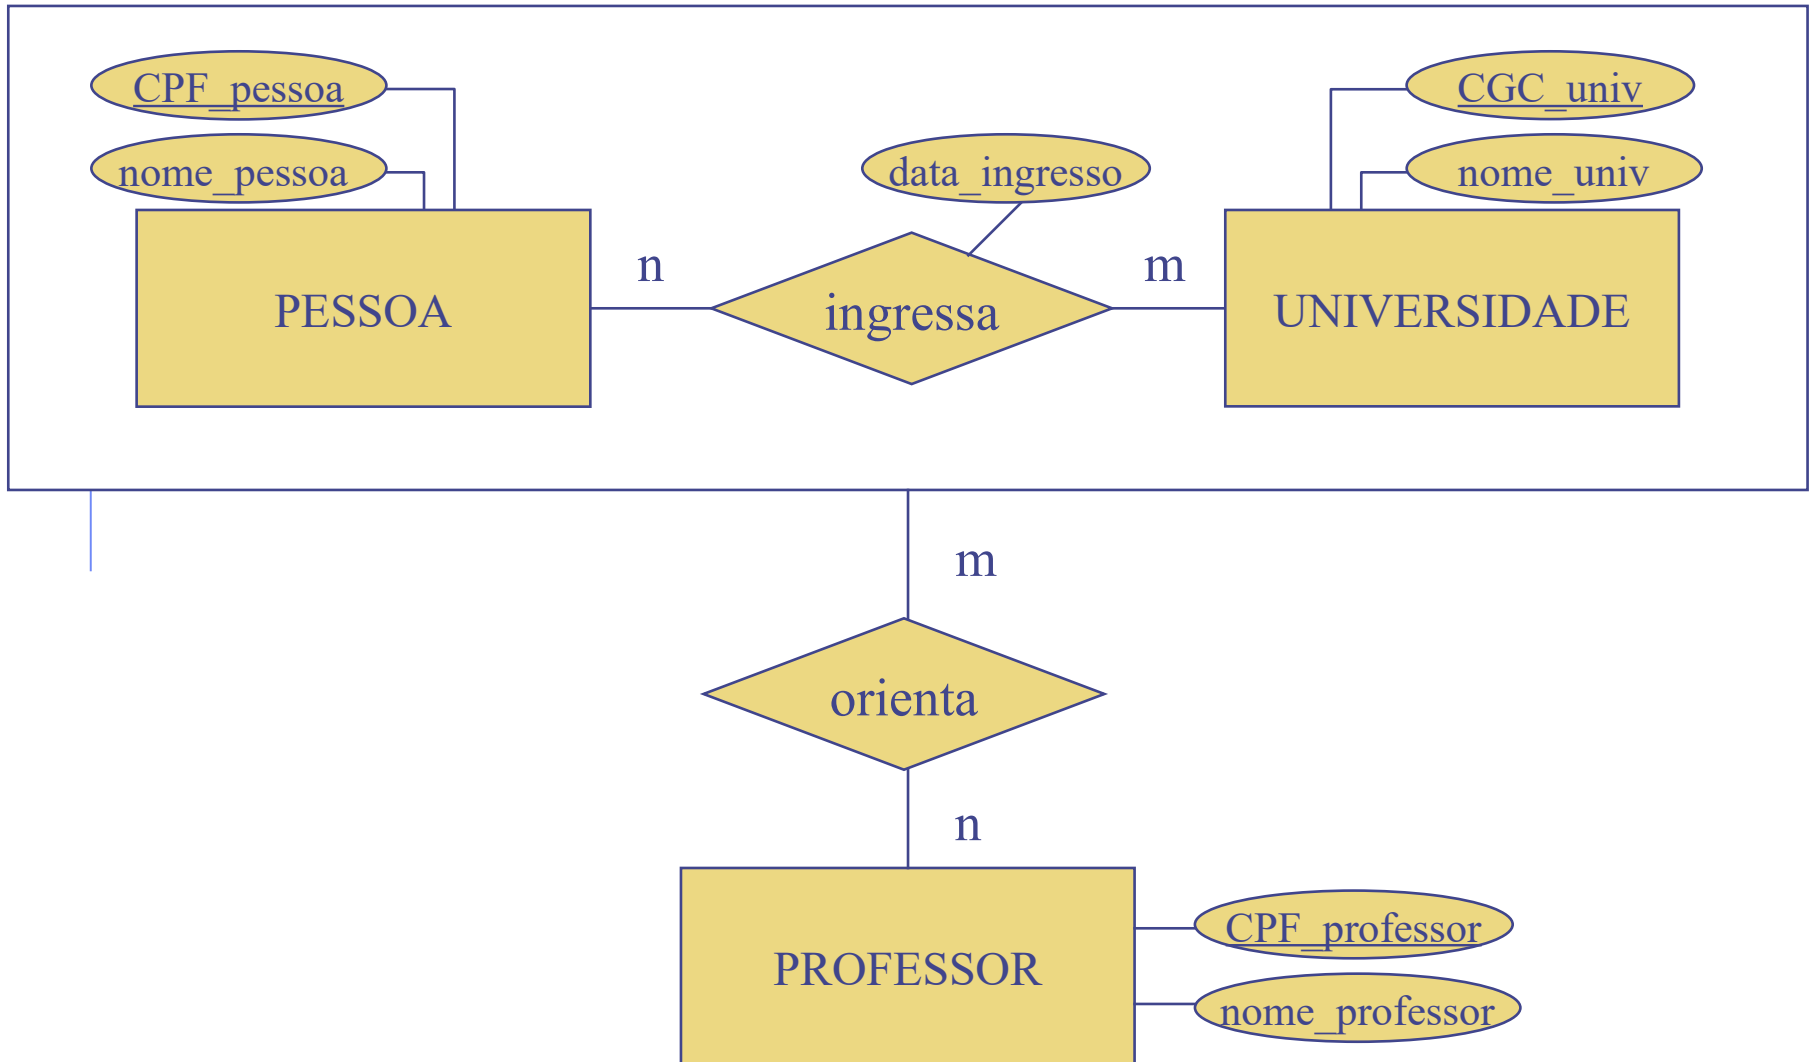 CPF_pessoa
CGC_univ
nome_pessoa
data_ingresso
nome_univ
n
m
PESSOA
ingressa
UNIVERSIDADE
m
orienta
n
CPF_professor
PROFESSOR
nome_professor